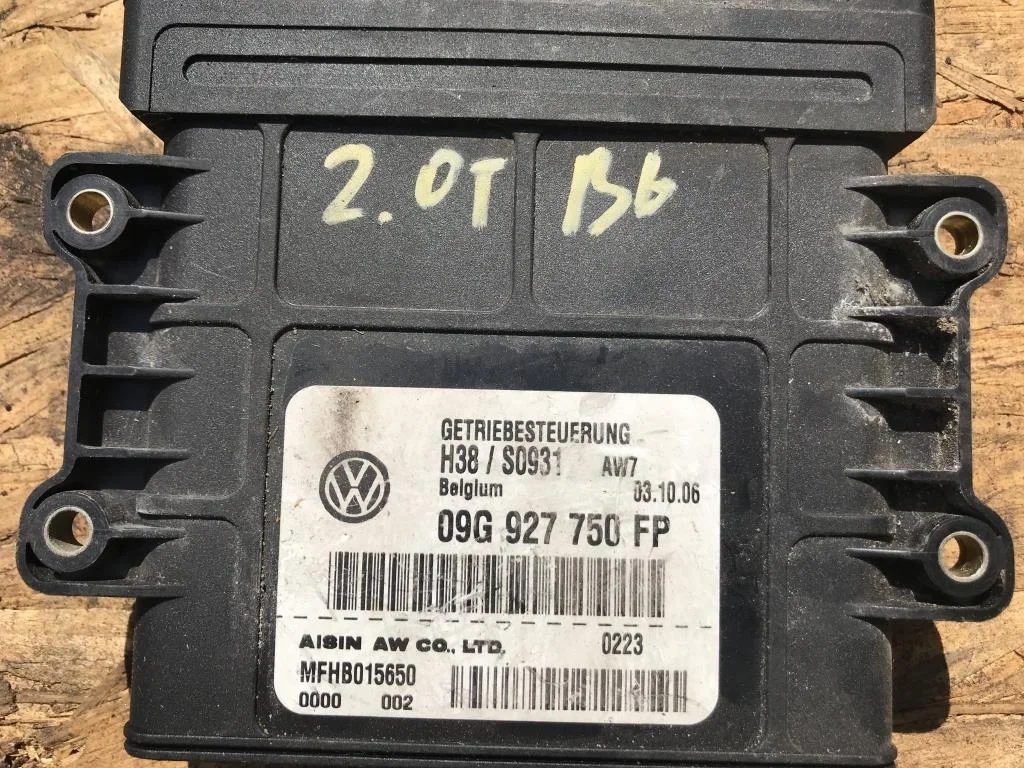 2.0T B6
GETRIEBESTEUERUNG
H38 / S0931 AW7
Belgium 03.10.06
VW
09G 927 750 FP
AISIN AW CO., LTD. 0223
MFHB015650
0000 002